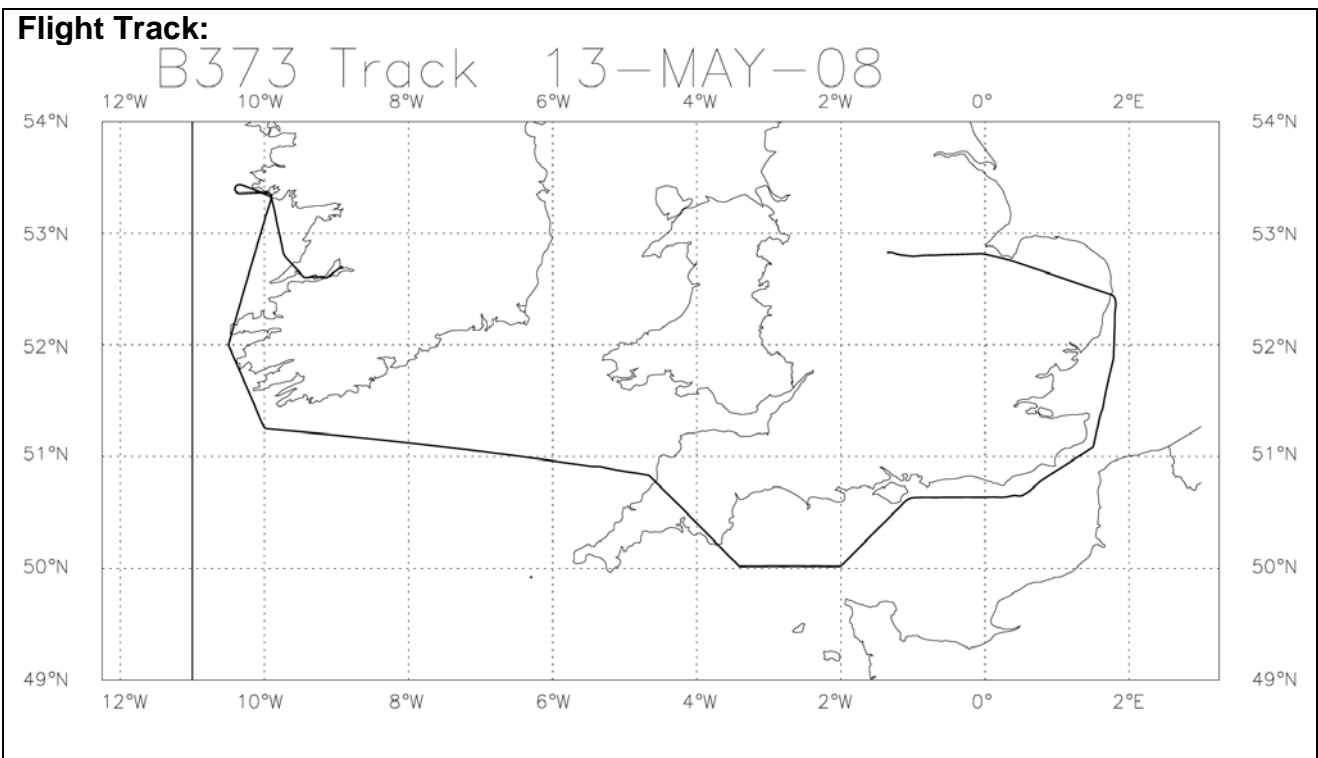 Flight Track:
B373 Track 13-MAY-08
12°W 10°W 8°W 6°W 4°W 2°W 0° 2°E
54°N 54°N
53°N 53°N
52°N 52°N
51°N 51°N
50°N 50°N
49°N 49°N
12°W 10°W 8°W 6°W 4°W 2°W 0° 2°E